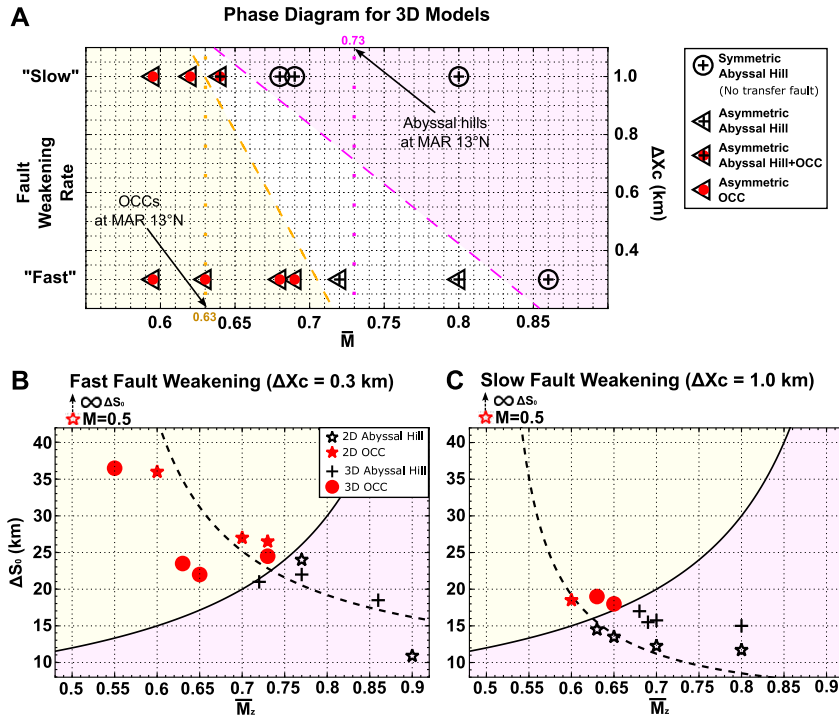 A
Phase Diagram for 3D Models
0.73
"Slow"
"Fast"
Fault
Weakening
Rate
OCCs
at MAR 13°N
Abyssal hills
at MAR 13°N
0.63
1.0
0.8
0.6
0.4
ΔXc (km)
0.6 0.65 0.7 0.75 0.8 0.85
M̅
Symmetric
Abyssal Hill
(No transfer fault)
Asymmetric
Abyssal Hill
Asymmetric
Abyssal Hill+OCC
Asymmetric
OCC
B
Fast Fault Weakening (ΔXc = 0.3 km)
∞ ΔS₀
M=0.5
2D Abyssal Hill
2D OCC
3D Abyssal Hill
3D OCC
40
35
30
25
20
15
10
ΔS₀ (km)
0.5 0.55 0.6 0.65 0.7 0.75 0.8 0.85 0.9
M̅z
C
Slow Fault Weakening (ΔXc = 1.0 km)
∞ ΔS₀
M=0.5
40
35
30
25
20
15
10
0.5 0.55 0.6 0.65 0.7 0.75 0.8 0.85 0.9
M̅z